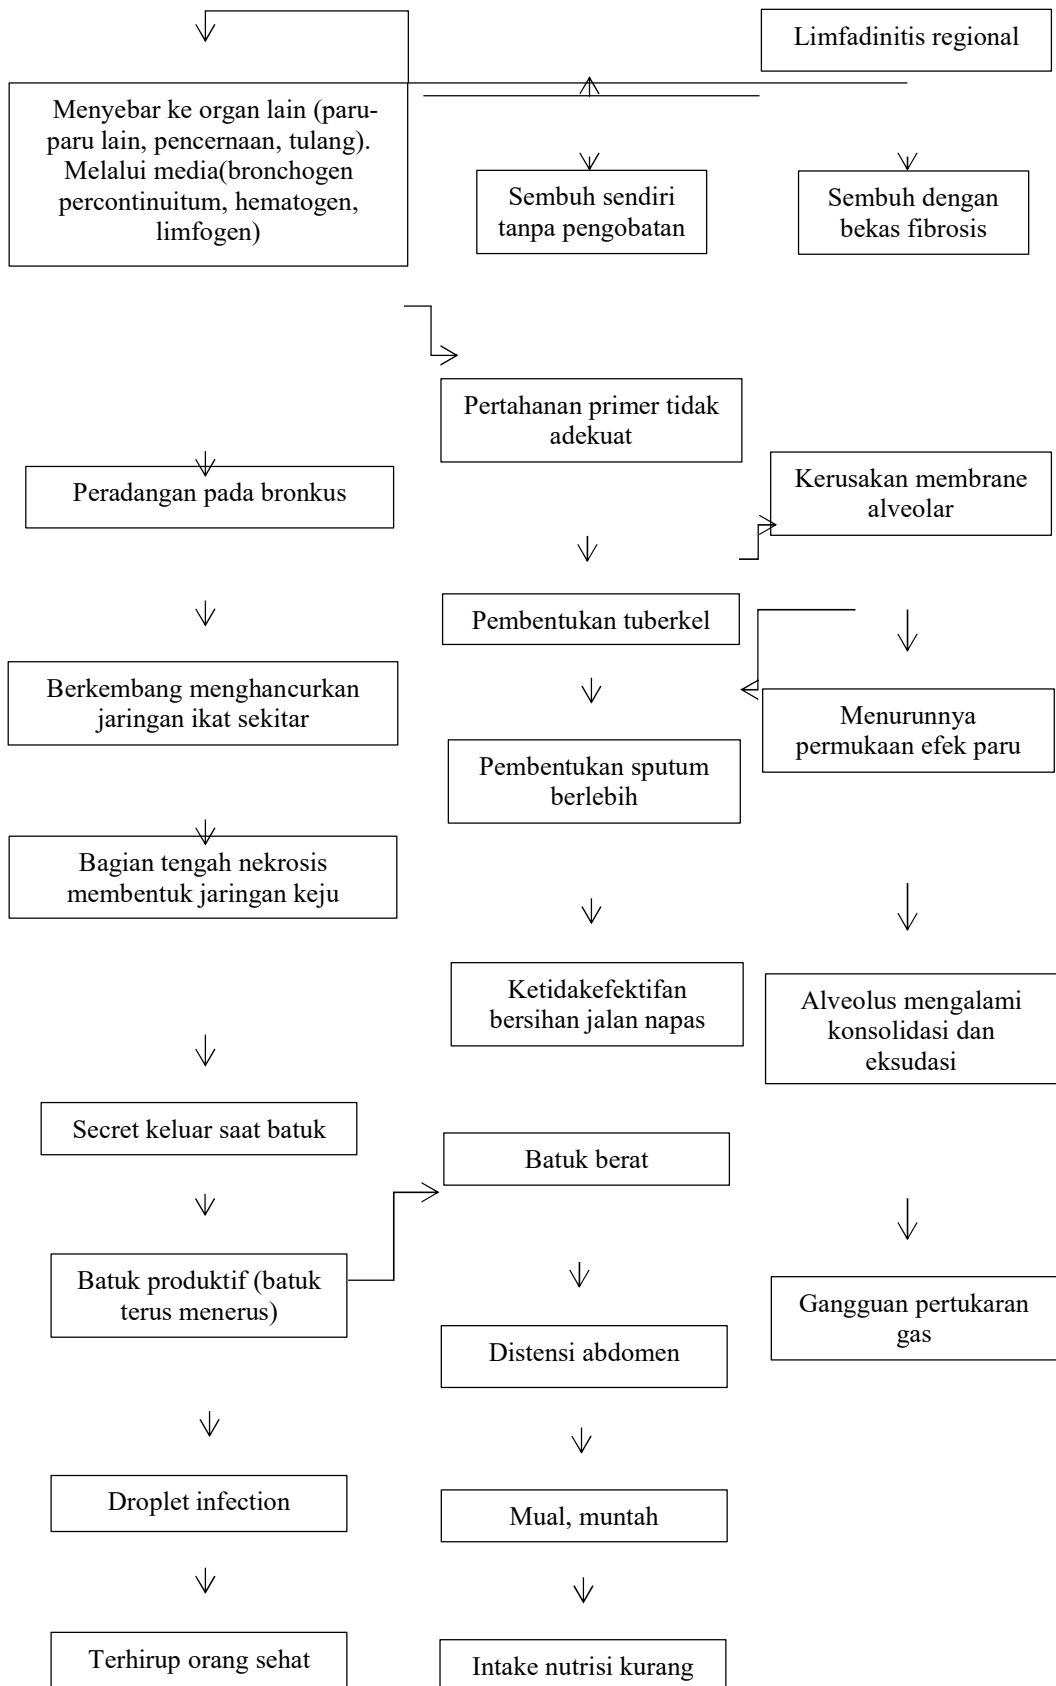 Limfadinitis regional
Menyebar ke organ lain (paru-
paru lain, pencernaan, tulang).
Melalui media(bronchogen
percontinuitum, hematogen,
limfogen)
Sembuh sendiri
tanpa pengobatan
Sembuh dengan
bekas fibrosis
Pertahanan primer tidak
adekuat
Peradangan pada bronkus
Kerusakan membrane
alveolar
Pembentukan tuberkel
Berkembang menghancurkan
jaringan ikat sekitar
Menurunnya
permukaan efek paru
Pembentukan sputum
berlebih
Bagian tengah nekrosis
membentuk jaringan keju
Ketidakefektifan
bersihan jalan napas
Alveolus mengalami
konsolidasi dan
eksudasi
Secret keluar saat batuk
Batuk berat
Batuk produktif (batuk
terus menerus)
Gangguan pertukaran
gas
Distensi abdomen
Droplet infection
Mual, muntah
Terhirup orang sehat
Intake nutrisi kurang